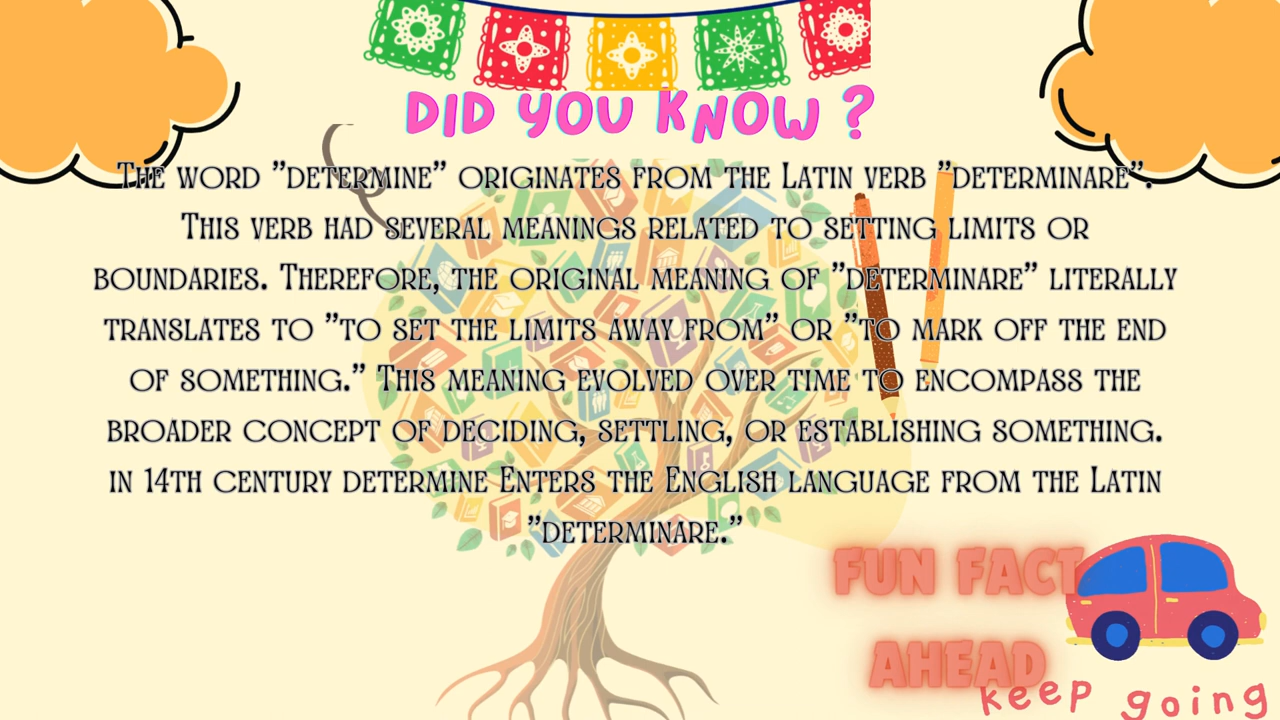 DID YOU KNOW ?
The word "determine" originates from the Latin verb "determinare".
This verb had several meanings related to setting limits or
boundaries. Therefore, the original meaning of "determinare" literally
translates to "to set the limits away from" or "to mark off the end
of something." This meaning evolved over time to encompass the
broader concept of deciding, settling, or establishing something.
in 14th century determine Enters the English language from the Latin
"determinare."
FUN FACT
AHEAD
keep going